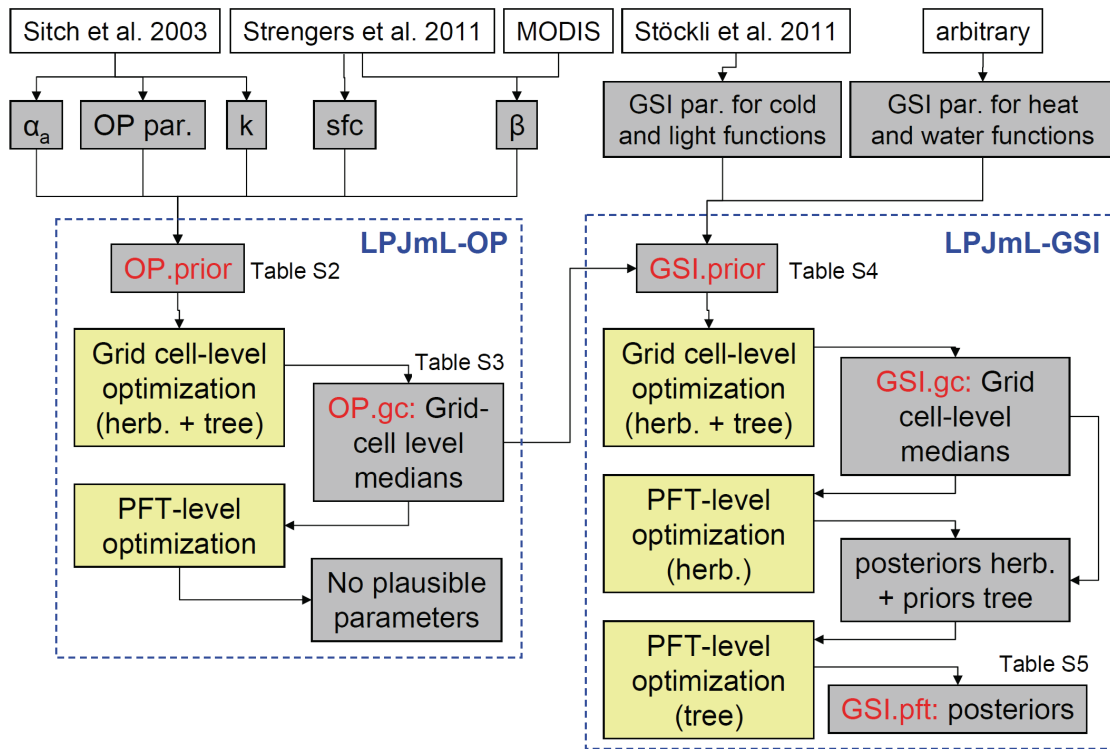 Sitch et al. 2003
Strengers et al. 2011
MODIS
Stöckli et al. 2011
arbitrary
αa
OP par.
k
sfc
β
GSI par. for cold
and light functions
GSI par. for heat
and water functions
LPJmL-OP
OP.prior
Table S2
Grid cell-level
optimization
(herb. + tree)
Table S3
OP.gc: Grid-
cell level
medians
PFT-level
optimization
No plausible
parameters
LPJmL-GSI
GSI.prior
Table S4
Grid cell-level
optimization
(herb. + tree)
GSI.gc: Grid
cell-level
medians
PFT-level
optimization
(herb.)
posteriors herb.
+ priors tree
PFT-level
optimization
(tree)
Table S5
GSI.pft: posteriors